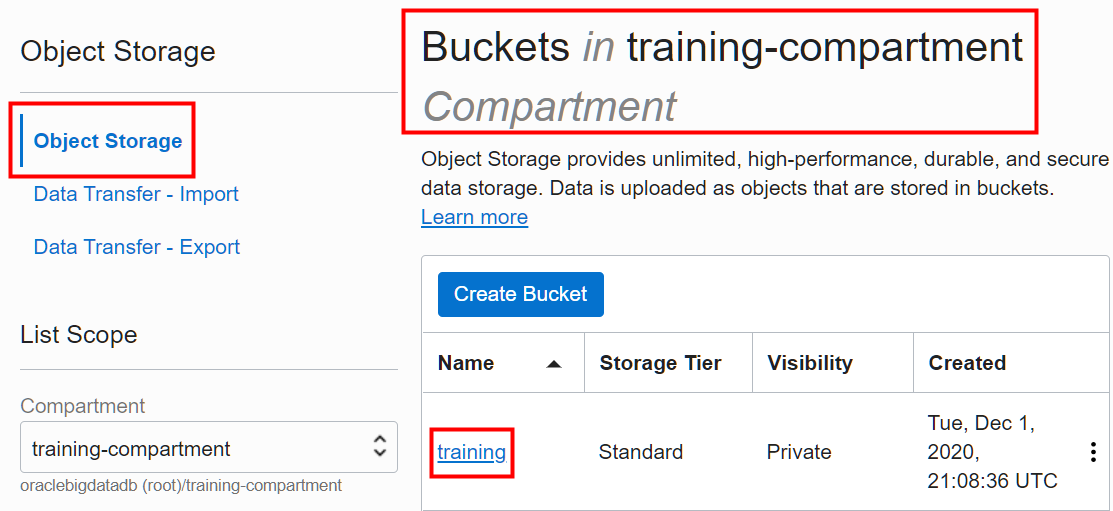 Object Storage
Object Storage
Data Transfer - Import
Data Transfer - Export
List Scope
Compartment
training-compartment
oraclebigdatadb (root)/training-compartment
Buckets in training-compartment
Compartment
Object Storage provides unlimited, high-performance, durable, and secure
data storage. Data is uploaded as objects that are stored in buckets.
Learn more
Create Bucket
Name Storage Tier Visibility Created
training Standard Private Tue, Dec 1,
2020,
21:08:36 UTC